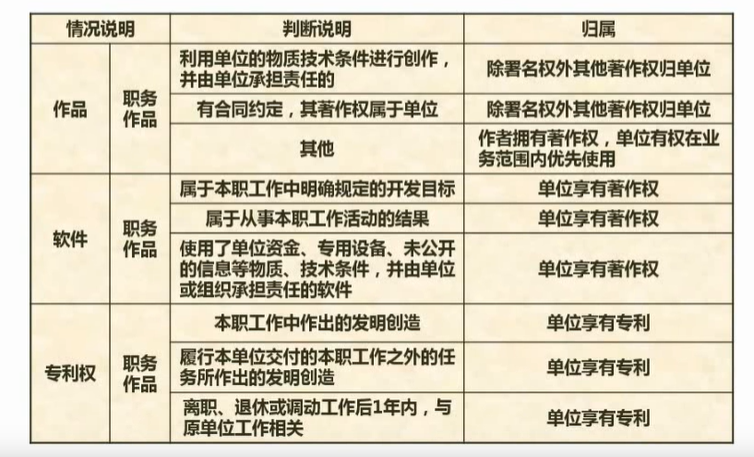 情况说明 判断说明 归属
作品
职务
作品
利用单位的物质技术条件进行创作，
并由单位承担责任的
除署名权外其他著作权归单位
有合同约定，其著作权属于单位
除署名权外其他著作权归单位
其他
作者拥有著作权，单位有权在业
务范围内优先使用
软件
职务
作品
属于本职工作中明确规定的开发目标
单位享有著作权
属于从事本职工作活动的结果
单位享有著作权
使用了单位资金、专用设备、未公开
的信息等物质、技术条件，并由单位
或组织承担责任的软件
单位享有著作权
专利权
职务
作品
本职工作中作出的发明创造
单位享有专利
履行本单位交付的本职工作之外的任
务所作出的发明创造
单位享有专利
离职、退休或调动工作后1年内，与
原单位工作相关
单位享有专利